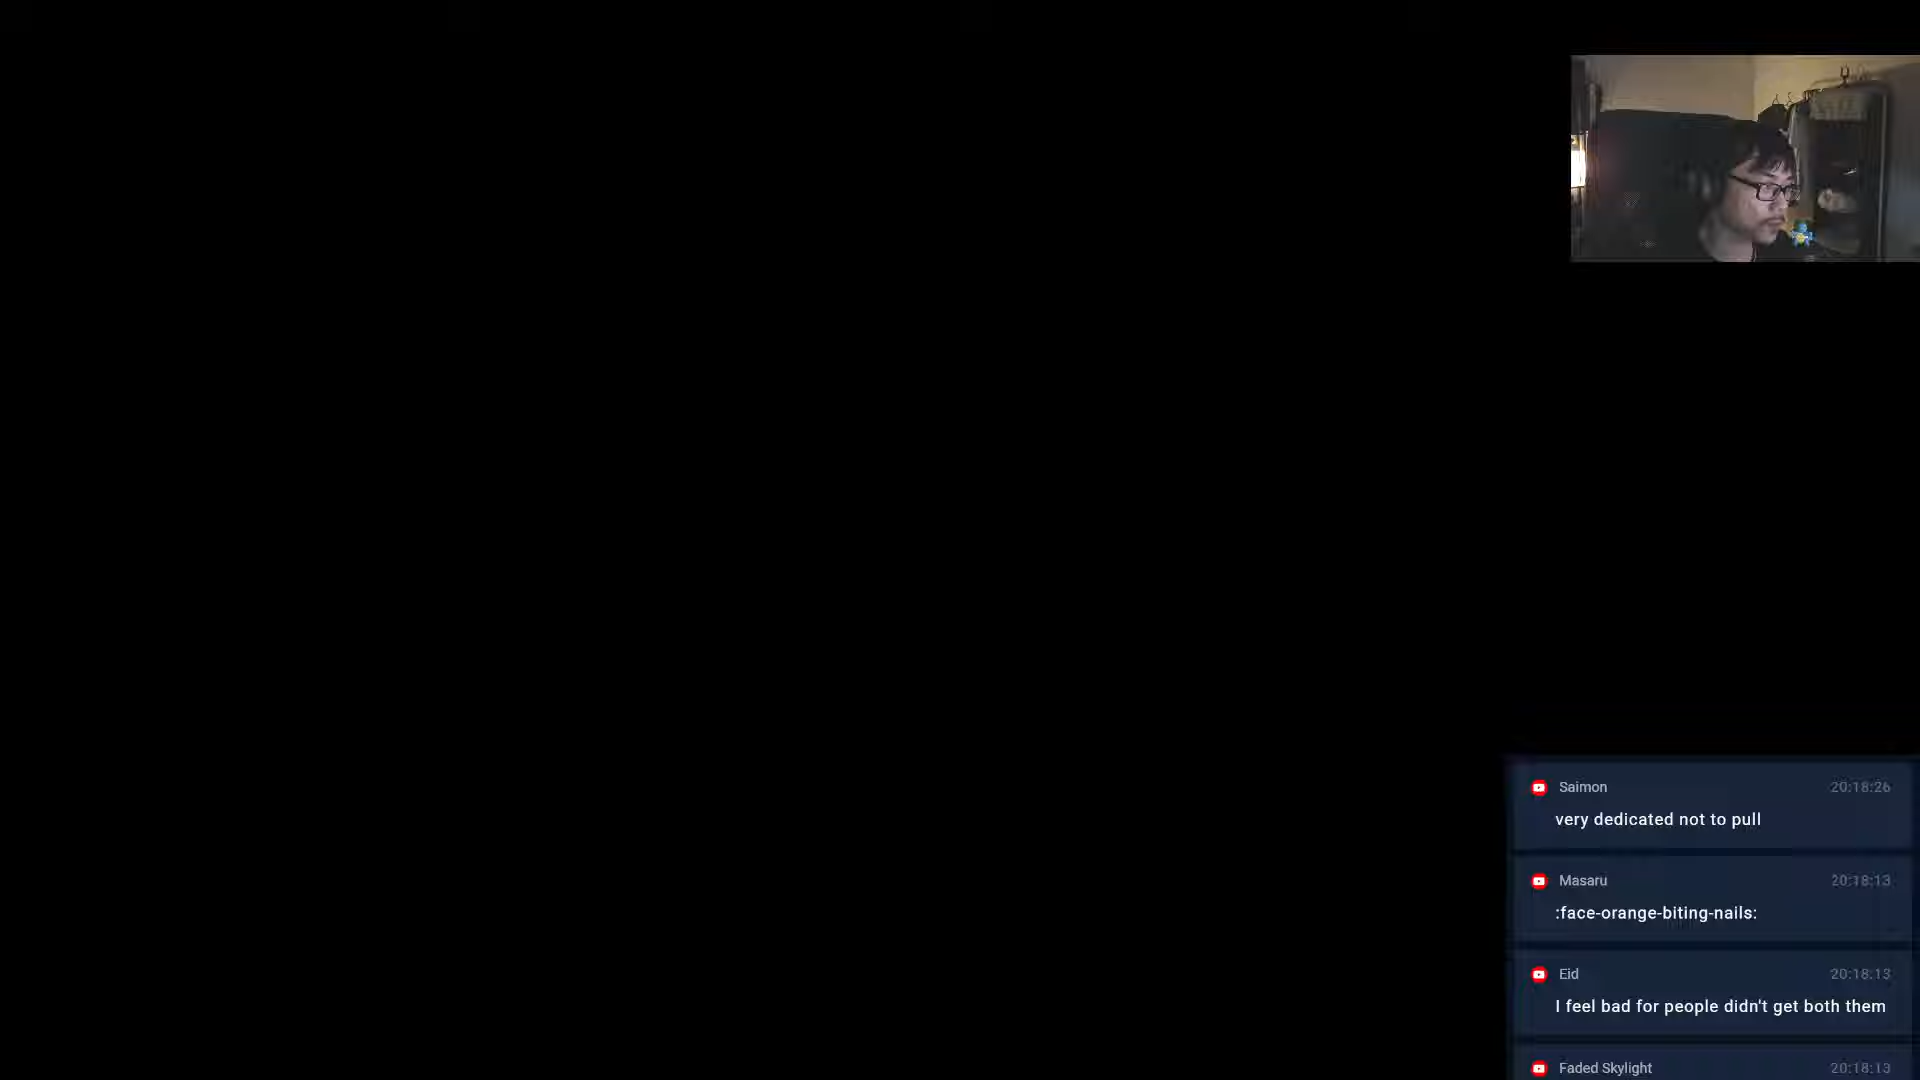 Saimon 20:18:26
very dedicated not to pull
Masaru 20:18:13
:face-orange-biting-nails:
Eid 20:18:13
I feel bad for people didn't get both them
Faded Skylight 20:18:13